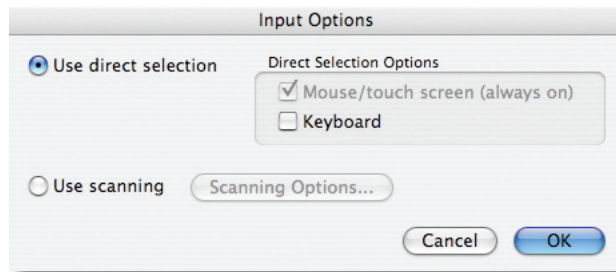 Input Options
Use direct selection
Direct Selection Options
Mouse/touch screen (always on)
Keyboard
Use scanning
Scanning Options...
Cancel
OK